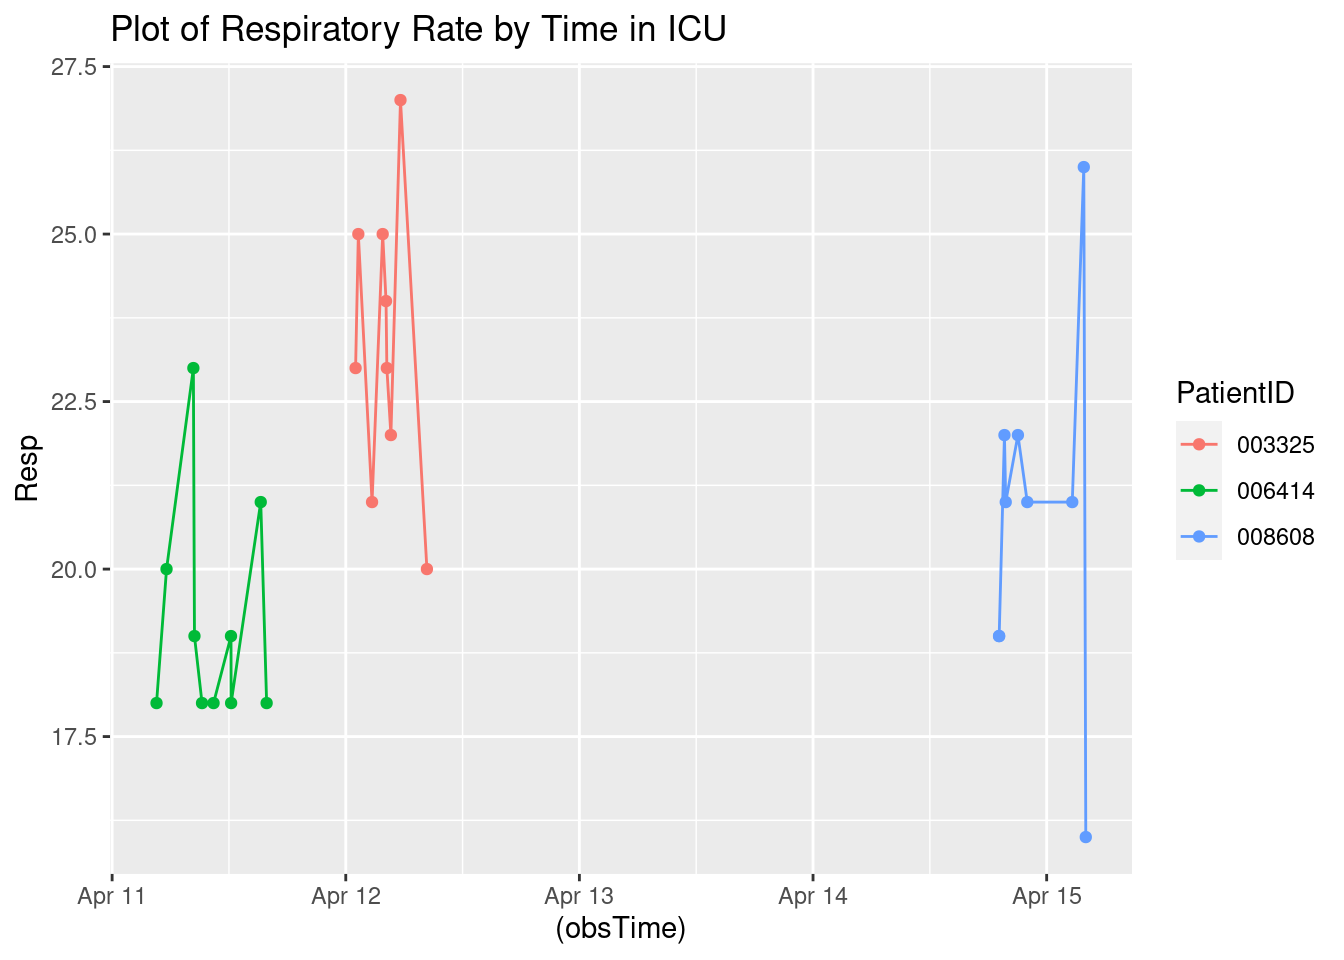 Plot of Respiratory Rate by Time in ICU
27.5
25.0
22.5
20.0
17.5
Resp
Apr 11 Apr 12 Apr 13 Apr 14 Apr 15
(obsTime)
PatientID
003325
006414
008608